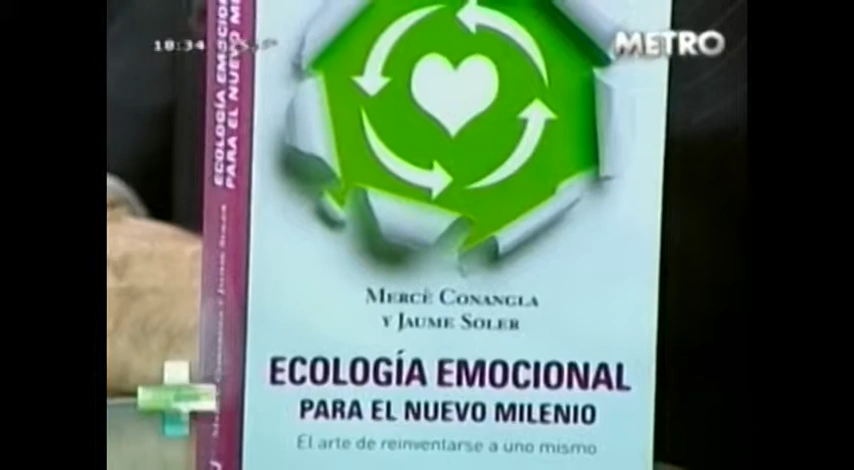 18:34
METRO
ECOLOGÍA EMOCIONAL
PARA EL NUEVO MI
MERCÈ CONANGLA
Y JAUME SOLER
ECOLOGÍA EMOCIONAL
PARA EL NUEVO MILENIO
El arte de reinventarse a uno mismo